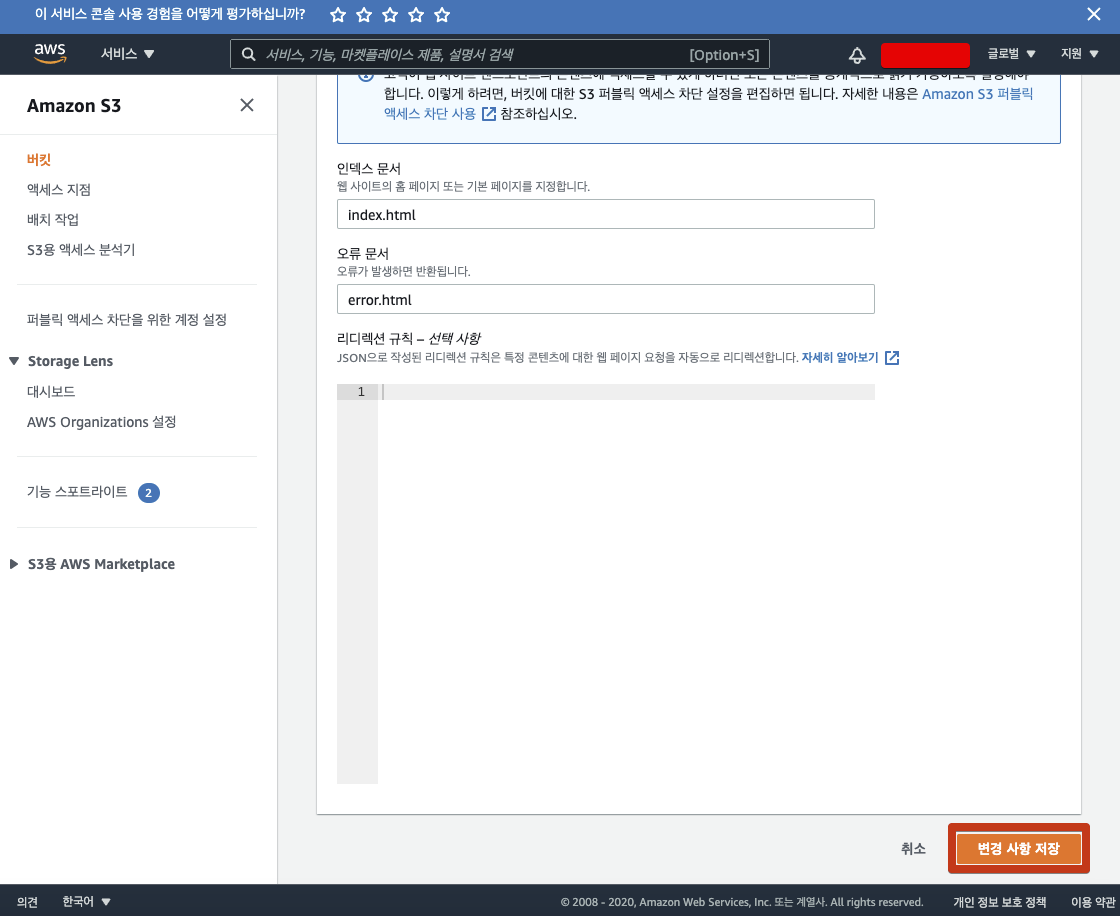 이 서비스 콘솔 사용 경험을 어떻게 평가하십니까?
aws
서비스
서비스, 기능, 마켓플레이스 제품, 설명서 검색 [Option+S]
글로벌
지원
Amazon S3
버킷
액세스 지점
배치 작업
S3용 액세스 분석기
퍼블릭 액세스 차단을 위한 계정 설정
Storage Lens
대시보드
AWS Organizations 설정
기능 스포트라이트 2
S3용 AWS Marketplace
합니다. 이렇게 하려면, 버킷에 대한 S3 퍼블릭 액세스 차단 설정을 편집하면 됩니다. 자세한 내용은 Amazon S3 퍼블릭
액세스 차단 사용 참조하십시오.
인덱스 문서
웹 사이트의 홈 페이지 또는 기본 페이지를 지정합니다.
index.html
오류 문서
오류가 발생하면 반환됩니다.
error.html
리디렉션 규칙 – 선택 사항
JSON으로 작성된 리디렉션 규칙은 특정 콘텐츠에 대한 웹 페이지 요청을 자동으로 리디렉션합니다. 자세히 알아보기
1
취소
변경 사항 저장
의견
한국어
© 2008 - 2020, Amazon Web Services, Inc. 또는 계열사. All rights reserved.
개인 정보 보호 정책
이용 약관